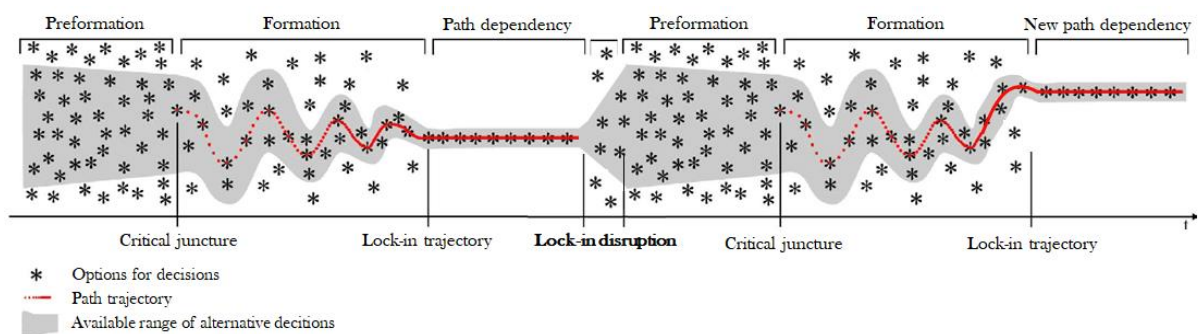 Preformation Formation Path dependency Preformation Formation New path dependency
t
Critical juncture Lock-in trajectory Lock-in disruption Critical juncture Lock-in trajectory
Options for decisions
Path trajectory
Available range of alternative decitions